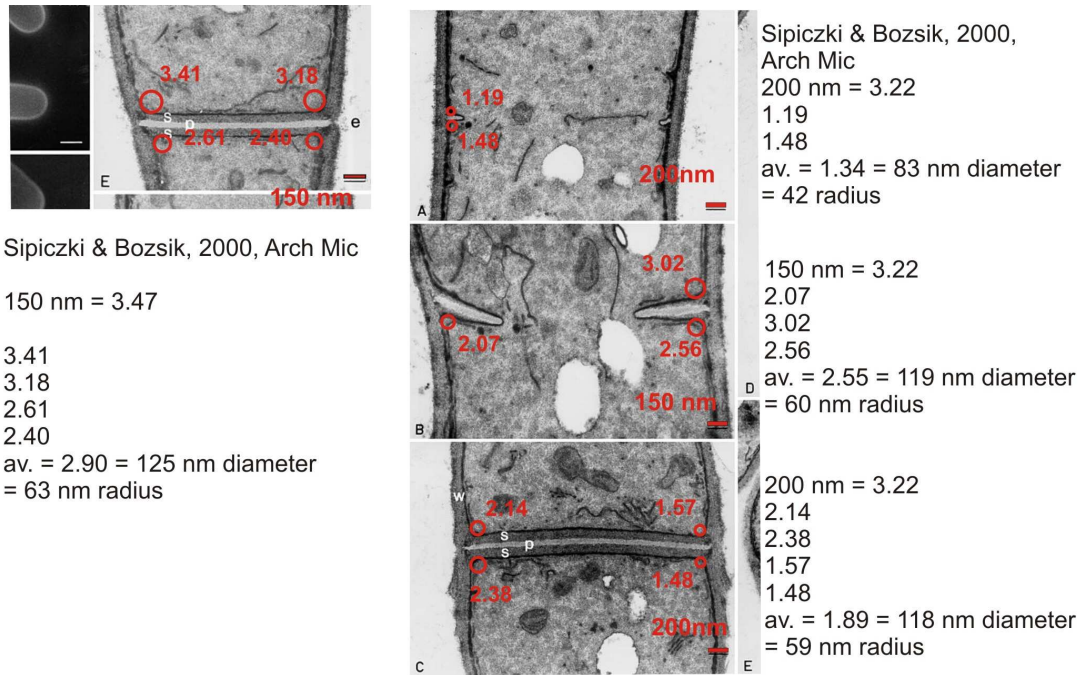 3.41
3.18
s
p
s
2.61
2.40
e
E
150 nm
Sipiczki & Bozsik, 2000, Arch Mic
150 nm = 3.47
3.41
3.18
2.61
2.40
av. = 2.90 = 125 nm diameter
= 63 nm radius
1.19
1.48
200nm
A
3.02
2.07
2.56
150 nm
B
D
w
2.14
1.57
s
p
s
2.38
1.48
200nm
C
E
Sipiczki & Bozsik, 2000,
Arch Mic
200 nm = 3.22
1.19
1.48
av. = 1.34 = 83 nm diameter
= 42 radius
150 nm = 3.22
2.07
3.02
2.56
av. = 2.55 = 119 nm diameter
= 60 nm radius
200 nm = 3.22
2.14
2.38
1.57
1.48
av. = 1.89 = 118 nm diameter
= 59 nm radius